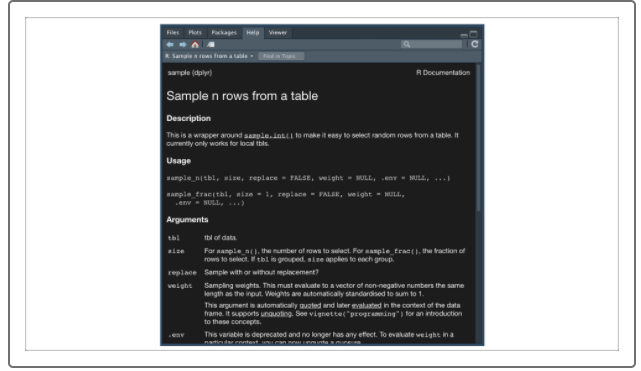 Files Plots Packages Help Viewer
R: Sample n rows from a table Find in Topic
sample {dplyr} R Documentation
Sample n rows from a table
Description
This is a wrapper around sample.int() to make it easy to select random rows from a table. It
currently only works for local tbls.
Usage
sample_n(tbl, size, replace = FALSE, weight = NULL, .env = NULL, ...)
sample_frac(tbl, size = 1, replace = FALSE, weight = NULL,
.env = NULL, ...)
Arguments
tbl tbl of data.
size For sample_n(), the number of rows to select. For sample_frac(), the fraction of
rows to select. If tbl is grouped, size applies to each group.
replace Sample with or without replacement?
weight Sampling weights. This must evaluate to a vector of non-negative numbers the same
length as the input. Weights are automatically standardised to sum to 1.
This argument is automatically quoted and later evaluated in the context of the data
frame. It supports unquoting. See vignette("programming") for an introduction
to these concepts.
.env This variable is deprecated and no longer has any effect. To evaluate weight in a
particular context, you can now unquote a quosure.